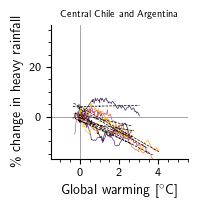 Central Chile and Argentina
% change in heavy rainfall
20
0
0
2
4
Global warming [°C]